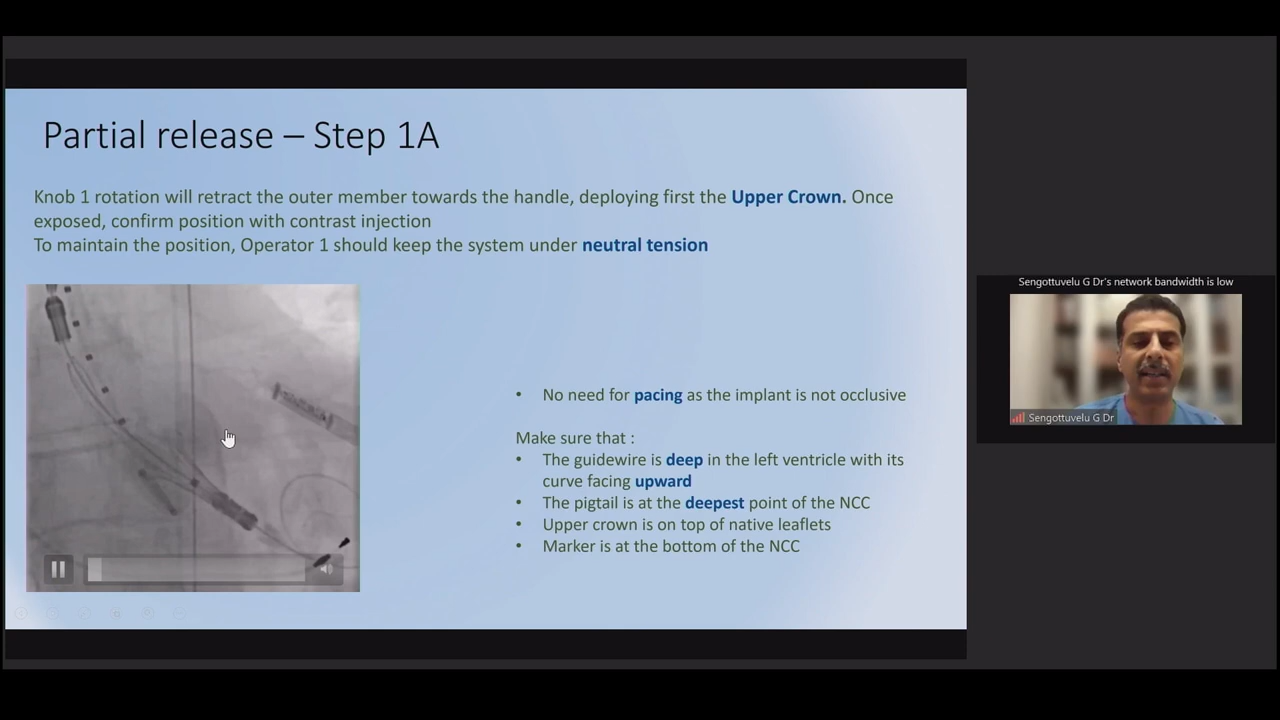 Partial release – Step 1A
Knob 1 rotation will retract the outer member towards the handle, deploying first the Upper Crown. Once
exposed, confirm position with contrast injection
To maintain the position, Operator 1 should keep the system under neutral tension
• No need for pacing as the implant is not occlusive
Make sure that :
• The guidewire is deep in the left ventricle with its
curve facing upward
• The pigtail is at the deepest point of the NCC
• Upper crown is on top of native leaflets
• Marker is at the bottom of the NCC
Sengottuvelu G Dr's network bandwidth is low
Sengottuvelu G Dr